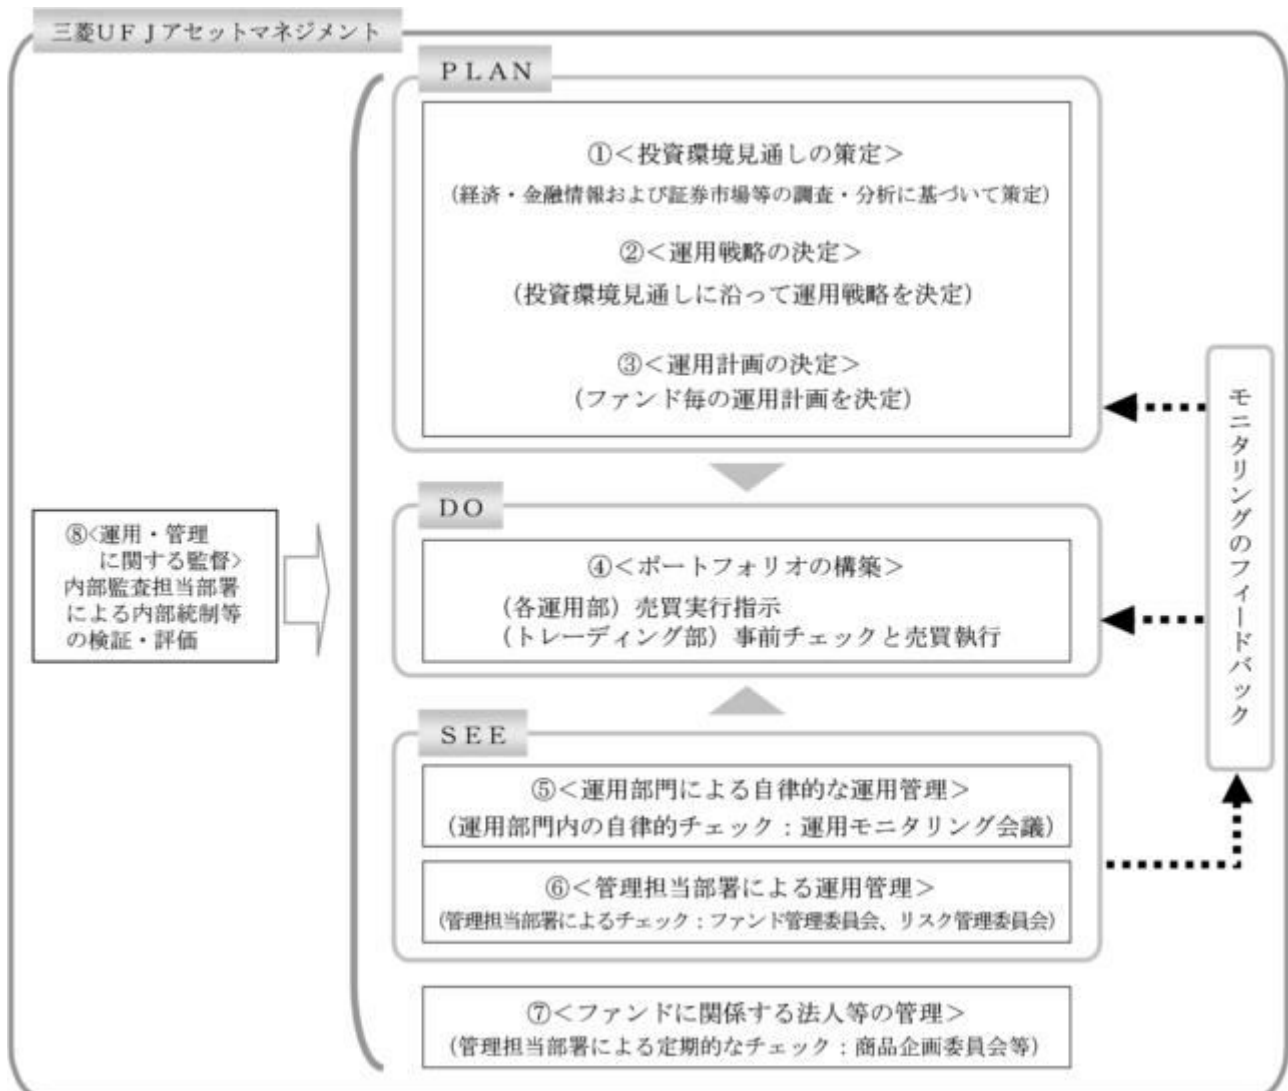 三菱ＵＦＪアセットマネジメント
ＰＬＡＮ
①＜投資環境見通しの策定＞
（経済・金融情報および証券市場等の調査・分析に基づいて策定）
②＜運用戦略の決定＞
（投資環境見通しに沿って運用戦略を決定）
③＜運用計画の決定＞
（ファンド毎の運用計画を決定）
ＤＯ
④＜ポートフォリオの構築＞
（各運用部）売買実行指示
（トレーディング部）事前チェックと売買執行
ＳＥＥ
⑤＜運用部門による自律的な運用管理＞
（運用部門内の自律的チェック：運用モニタリング会議）
⑥＜管理担当部署による運用管理＞
（管理担当部署によるチェック：ファンド管理委員会、リスク管理委員会）
⑦＜ファンドに関係する法人等の管理＞
（管理担当部署による定期的なチェック：商品企画委員会等）
⑧<運用・管理
に関する監督>
内部監査担当部署
による内部統制等
の検証・評価
モニタリングのフィードバック